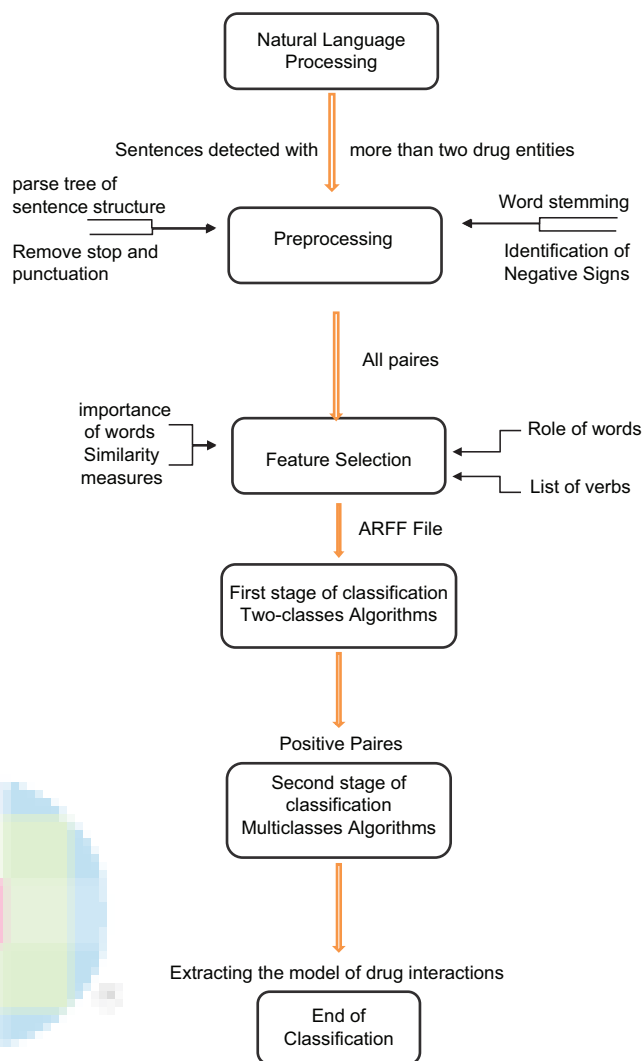 Natural Language
Processing
Sentences detected with more than two drug entities
parse tree of
sentence structure
Remove stop and
punctuation
Preprocessing
Word stemming
Identification of
Negative Signs
All paires
importance
of words
Similarity
measures
Feature Selection
Role of words
List of verbs
ARFF File
First stage of classification
Two-classes Algorithms
Positive Paires
Second stage of
classification
Multiclasses Algorithms
Extracting the model of drug interactions
End of
Classification